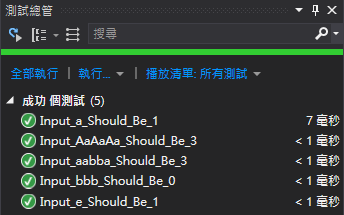 測試總管
搜尋
全部執行 | 執行... | 播放清單: 所有測試
成功 個測試 (5)
Input_a_Should_Be_1 7 毫秒
Input_AaAaAa_Should_Be_3 < 1 毫秒
Input_aabba_Should_Be_3 < 1 毫秒
Input_bbb_Should_Be_0 < 1 毫秒
Input_e_Should_Be_1 < 1 毫秒